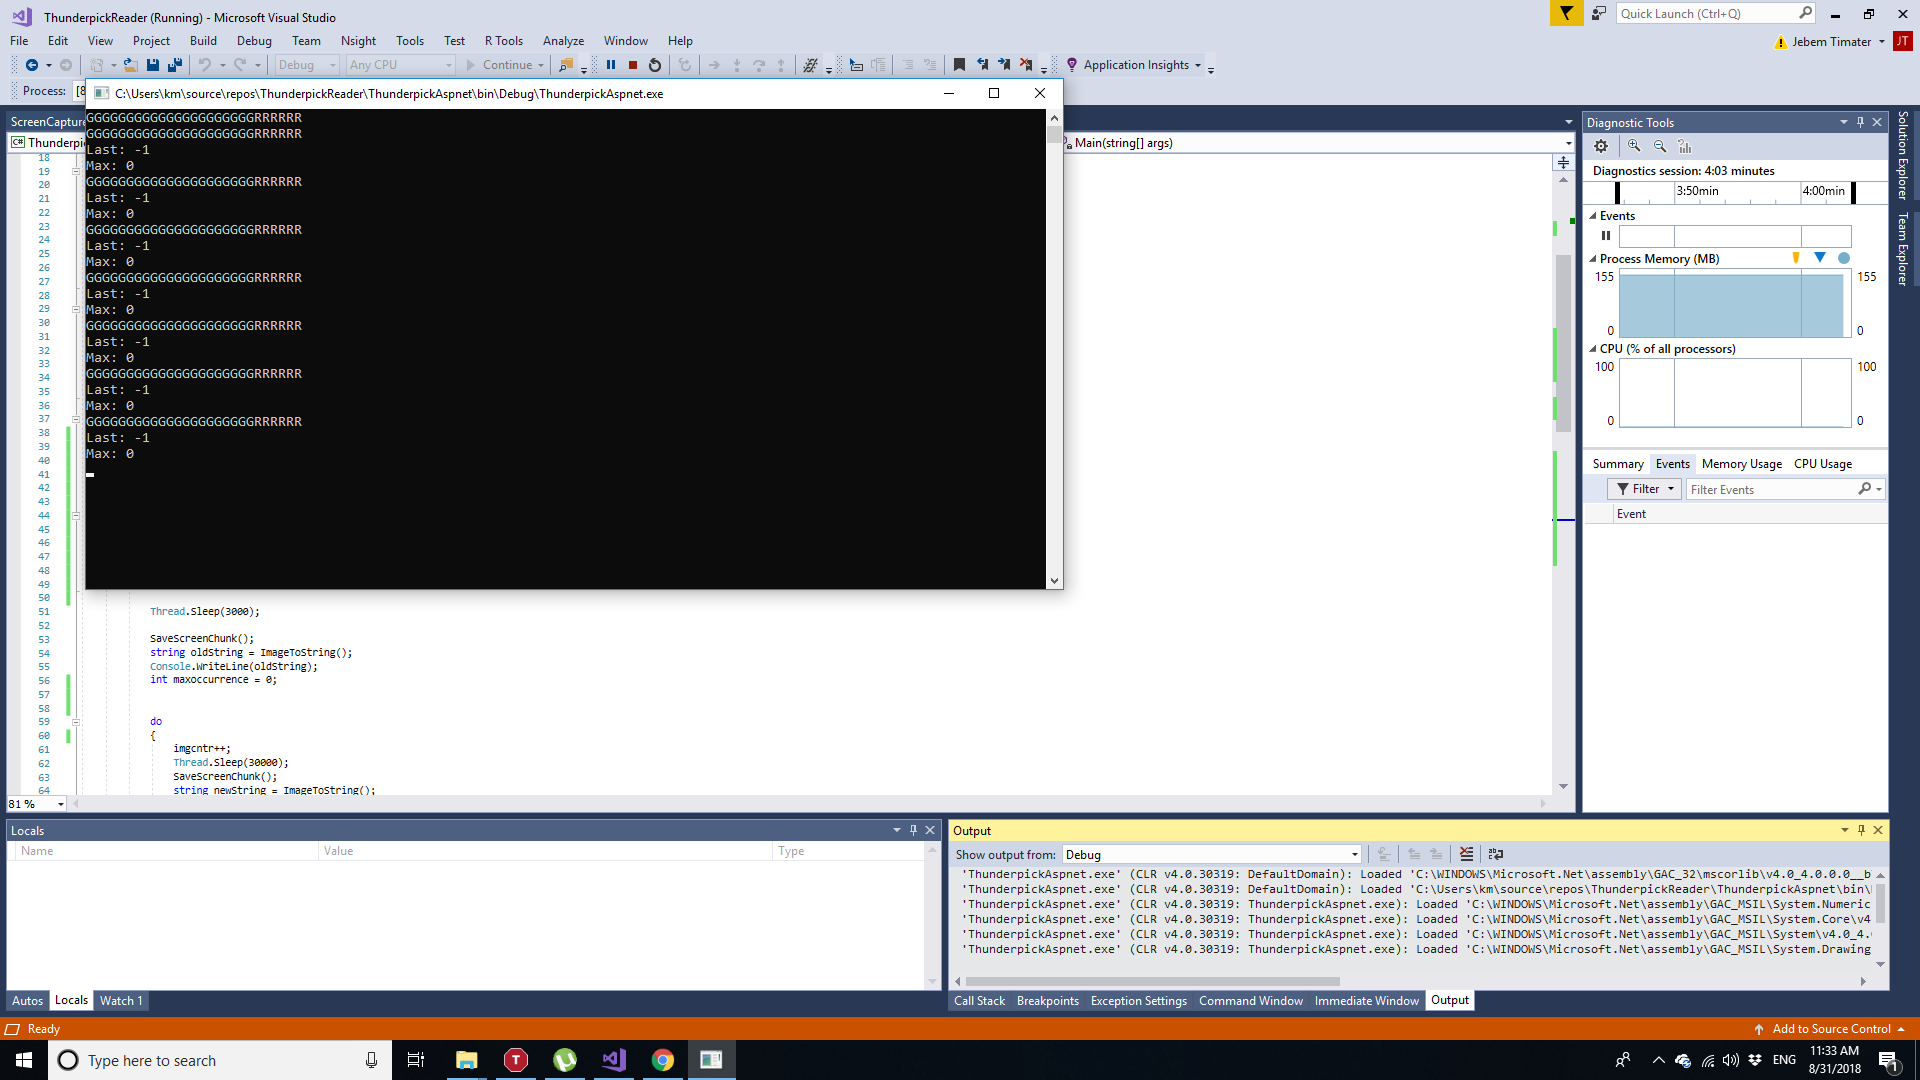 ThunderpickReader (Running) - Microsoft Visual Studio
Quick Launch (Ctrl+Q)
File Edit View Project Build Debug Team Nsight Tools Test R Tools Analyze Window Help
Jebem Timater JT
Debug Any CPU Continue Application Insights
Process: [8
C:\Users\km\source\repos\ThunderpickReader\ThunderpickAspnet\bin\Debug\ThunderpickAspnet.exe
ScreenCapture
Thunderpi
Main(string[] args)
GGGGGGGGGGGGGGGGGGGGGRRRRRR
GGGGGGGGGGGGGGGGGGGGGRRRRRR
Last: -1
Max: 0
GGGGGGGGGGGGGGGGGGGGGRRRRRR
Last: -1
Max: 0
GGGGGGGGGGGGGGGGGGGGGRRRRRR
Last: -1
Max: 0
GGGGGGGGGGGGGGGGGGGGGRRRRRR
Last: -1
Max: 0
GGGGGGGGGGGGGGGGGGGGGRRRRRR
Last: -1
Max: 0
GGGGGGGGGGGGGGGGGGGGGRRRRRR
Last: -1
Max: 0
GGGGGGGGGGGGGGGGGGGGGRRRRRR
Last: -1
Max: 0
18
19
20
21
22
23
24
25
26
27
28
29
30
31
32
33
34
35
36
37
38
39
40
41
42
43
44
45
46
47
48
49
50
51 Thread.Sleep(3000);
52
53 SaveScreenChunk();
54 string oldString = ImageToString();
55 Console.WriteLine(oldString);
56 int maxoccurrence = 0;
57
58
59 do
60 {
61 imgcntr++;
62 Thread.Sleep(30000);
63 SaveScreenChunk();
64 string newString = ImageToString();
81 %
Diagnostic Tools
Diagnostics session: 4:03 minutes
3:50min 4:00min
Events
Process Memory (MB)
155 155
0 0
CPU (% of all processors)
100 100
0 0
Summary Events Memory Usage CPU Usage
Filter Filter Events
Event
Solution Explorer
Team Explorer
Locals
Name Value Type
Autos Locals Watch 1
Output
Show output from: Debug
'ThunderpickAspnet.exe' (CLR v4.0.30319: DefaultDomain): Loaded 'C:\WINDOWS\Microsoft.Net\assembly\GAC_32\mscorlib\v4.0_4.0.0.0__b
'ThunderpickAspnet.exe' (CLR v4.0.30319: DefaultDomain): Loaded 'C:\Users\km\source\repos\ThunderpickReader\ThunderpickAspnet\bin\
'ThunderpickAspnet.exe' (CLR v4.0.30319: ThunderpickAspnet.exe): Loaded 'C:\WINDOWS\Microsoft.Net\assembly\GAC_MSIL\System.Numeric
'ThunderpickAspnet.exe' (CLR v4.0.30319: ThunderpickAspnet.exe): Loaded 'C:\WINDOWS\Microsoft.Net\assembly\GAC_MSIL\System.Core\v4
'ThunderpickAspnet.exe' (CLR v4.0.30319: ThunderpickAspnet.exe): Loaded 'C:\WINDOWS\Microsoft.Net\assembly\GAC_MSIL\System\v4.0_4.
'ThunderpickAspnet.exe' (CLR v4.0.30319: ThunderpickAspnet.exe): Loaded 'C:\WINDOWS\Microsoft.Net\assembly\GAC_MSIL\System.Drawing
Call Stack Breakpoints Exception Settings Command Window Immediate Window Output
Ready
Add to Source Control
Type here to search
ENG
11:33 AM
8/31/2018
1